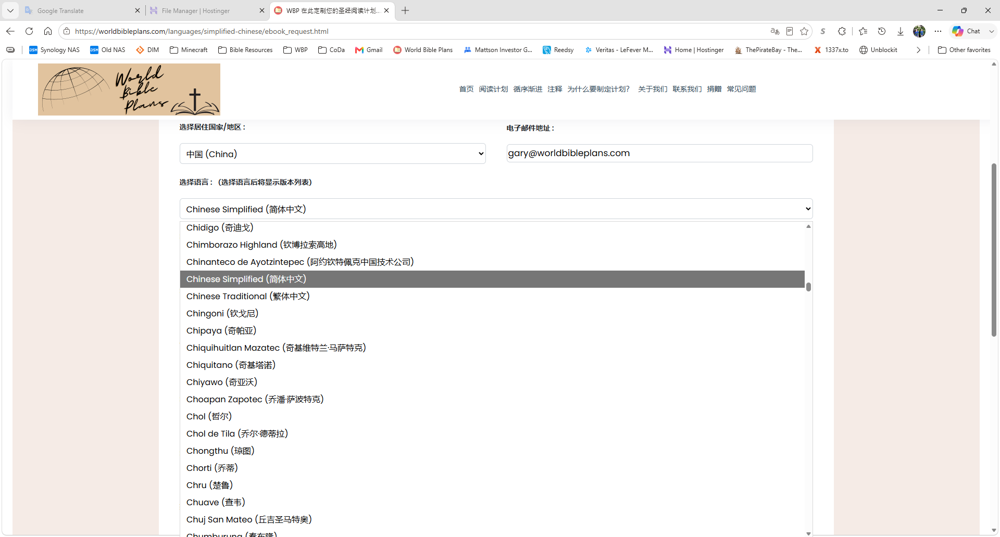 Google Translate
File Manager | Hostinger
WBP 在此定制您的圣经阅读计划...
https://worldbibleplans.com/languages/simplified-chinese/ebook_request.html
Chat
DSM Synology NAS
DSM Old NAS
DIM
Minecraft
Bible Resources
WBP
CoDa
Gmail
World Bible Plans
Mattson Investor G...
Reedsy
Veritas - LeFever M...
Home | Hostinger
ThePirateBay - The...
1337x.to
Unblockit
Other favorites
World
Bible
Plans
首页 阅读计划 循序渐进 注释 为什么要制定计划? 关于我们 联系我们 捐赠 常见问题
选择居住国家/地区：
电子邮件地址：
中国 (China)
gary@worldbibleplans.com
选择语言：（选择语言后将显示版本列表）
Chinese Simplified (简体中文)
Chidigo (奇迪戈)
Chimborazo Highland (钦博拉索高地)
Chinanteco de Ayotzintepec (阿约钦特佩克中国技术公司)
Chinese Simplified (简体中文)
Chinese Traditional (繁体中文)
Chingoni (钦戈尼)
Chipaya (奇帕亚)
Chiquihuitlan Mazatec (奇基维特兰·马萨特克)
Chiquitano (奇基塔诺)
Chiyawo (奇亚沃)
Choapan Zapotec (乔潘·萨波特克)
Chol (哲尔)
Chol de Tila (乔尔·德蒂拉)
Chongthu (琼图)
Chorti (乔蒂)
Chru (楚鲁)
Chuave (查韦)
Chuj San Mateo (丘吉圣马特奥)
Chumburung